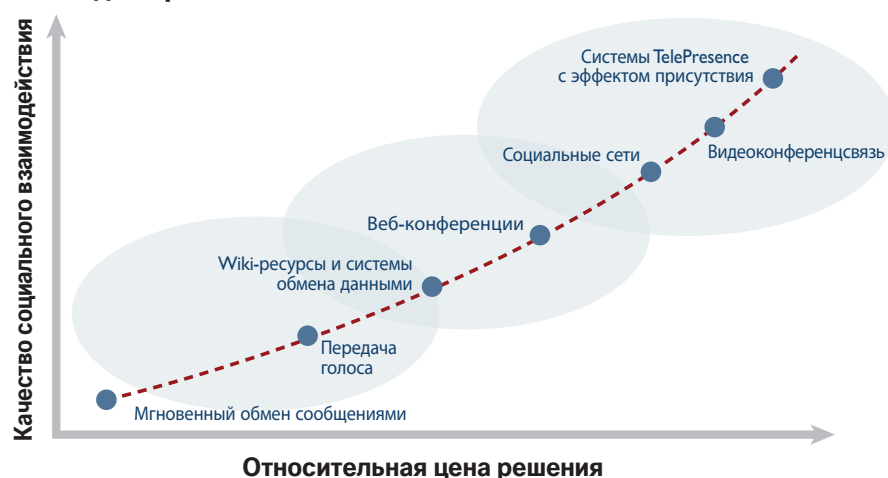 Качество социального взаимодействия
Системы TelePresence
с эффектом присутствия
Видеоконференцсвязь
Социальные сети
Веб-конференции
Wiki-ресурсы и системы
обмена данными
Передача
голоса
Мгновенный обмен сообщениями
Относительная цена решения